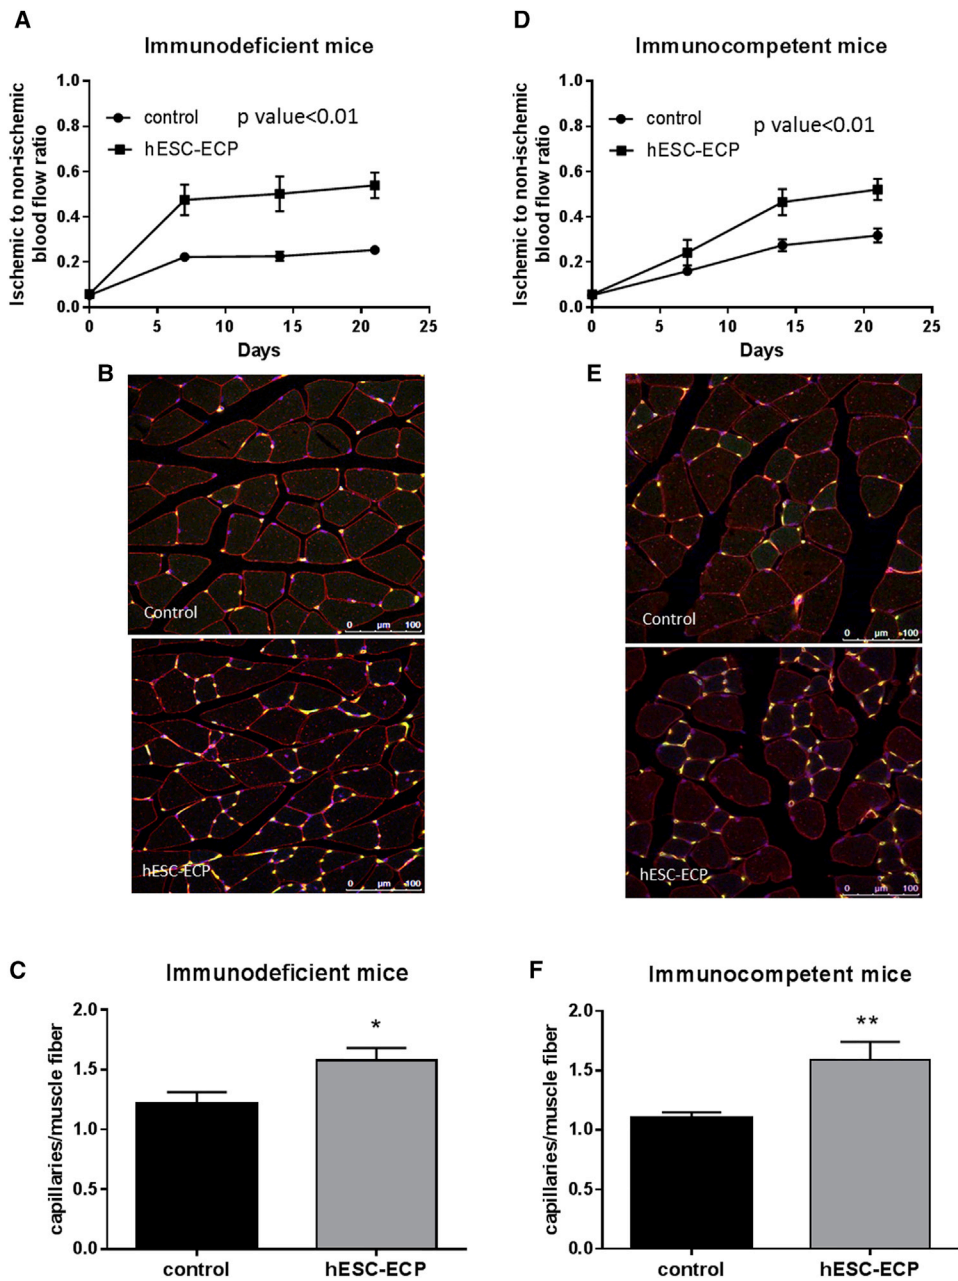 A
Immunodeficient mice
Ischemic to non-ischemic
blood flow ratio
1.0
0.8
0.6
0.4
0.2
0.0
control
hESC-ECP
p value<0.01
0 5 10 15 20 25
Days
D
Immunocompetent mice
Ischemic to non-ischemic
blood flow ratio
1.0
0.8
0.6
0.4
0.2
0.0
control
hESC-ECP
p value<0.01
0 5 10 15 20 25
Days
B
Control
0 µm 100
hESC-ECP
0 µm 100
E
Control
0 µm 100
hESC-ECP
0 µm 100
C
Immunodeficient mice
capillaries/muscle fiber
2.0
1.5
1.0
0.5
0.0
*
control hESC-ECP
F
Immunocompetent mice
capillaries/muscle fiber
2.0
1.5
1.0
0.5
0.0
**
control hESC-ECP